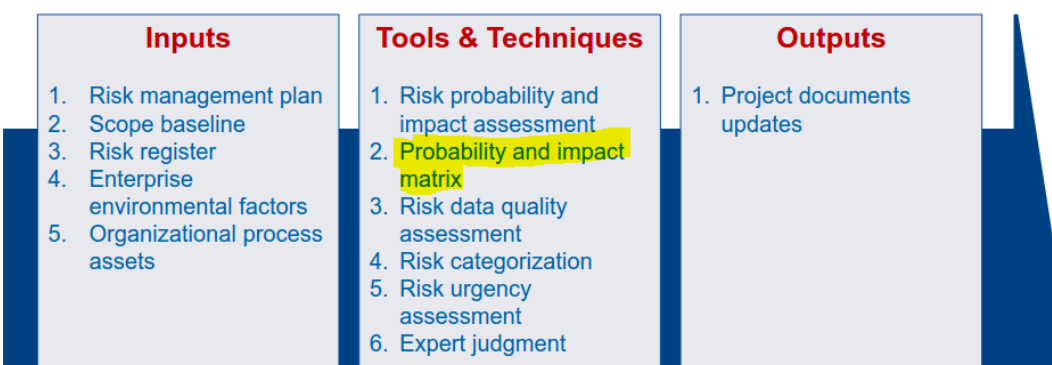 Inputs
1. Risk management plan
2. Scope baseline
3. Risk register
4. Enterprise
environmental factors
5. Organizational process
assets
Tools & Techniques
1. Risk probability and
impact assessment
2. Probability and impact
matrix
3. Risk data quality
assessment
4. Risk categorization
5. Risk urgency
assessment
6. Expert judgment
Outputs
1. Project documents
updates